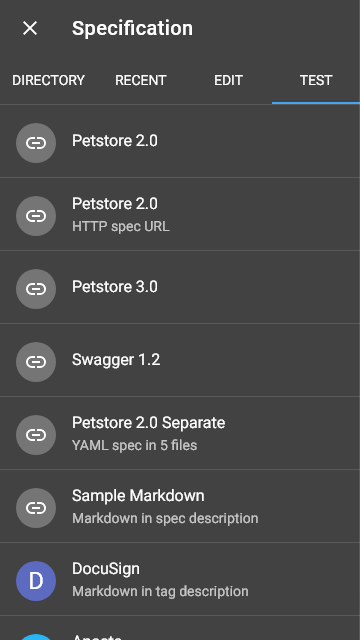 Specification
DIRECTORY RECENT EDIT TEST
Petstore 2.0
Petstore 2.0
HTTP spec URL
Petstore 3.0
Swagger 1.2
Petstore 2.0 Separate
YAML spec in 5 files
Sample Markdown
Markdown in spec description
D
DocuSign
Markdown in tag description